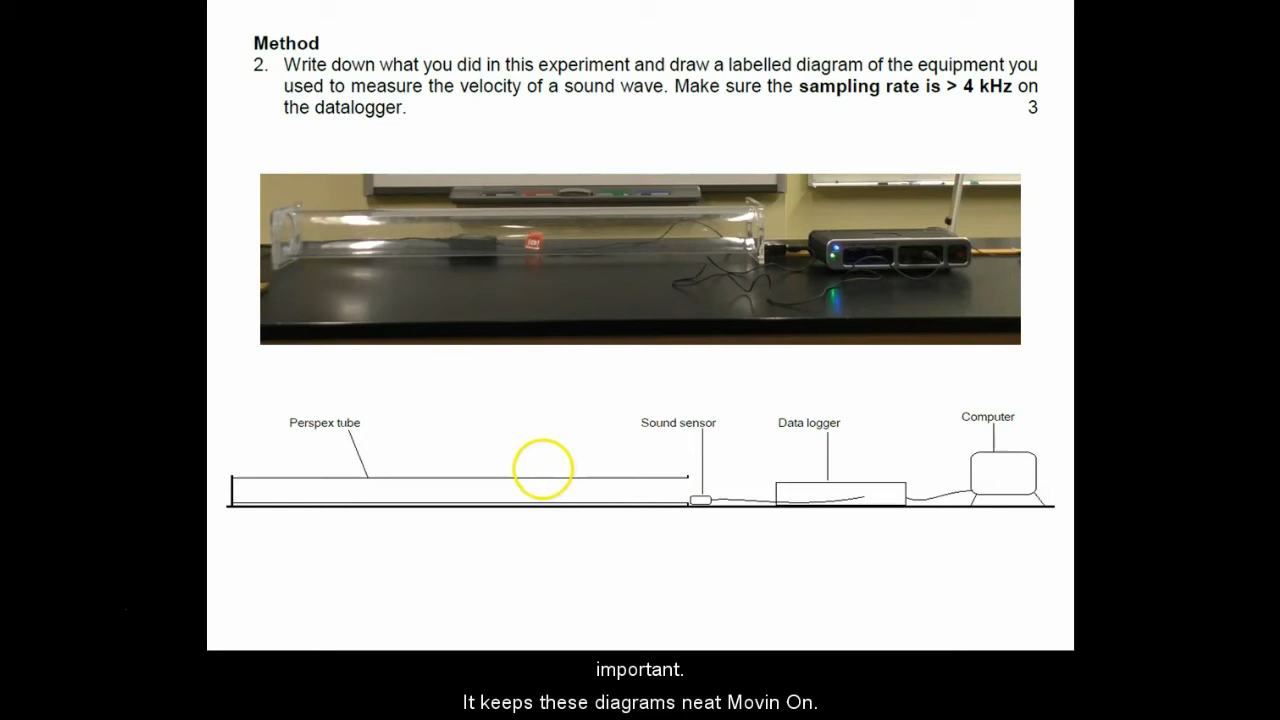 Method
2. Write down what you did in this experiment and draw a labelled diagram of the equipment you
used to measure the velocity of a sound wave. Make sure the sampling rate is > 4 kHz on
the datalogger. 3
Perspex tube Sound sensor Data logger Computer
important.
It keeps these diagrams neat Movin On.